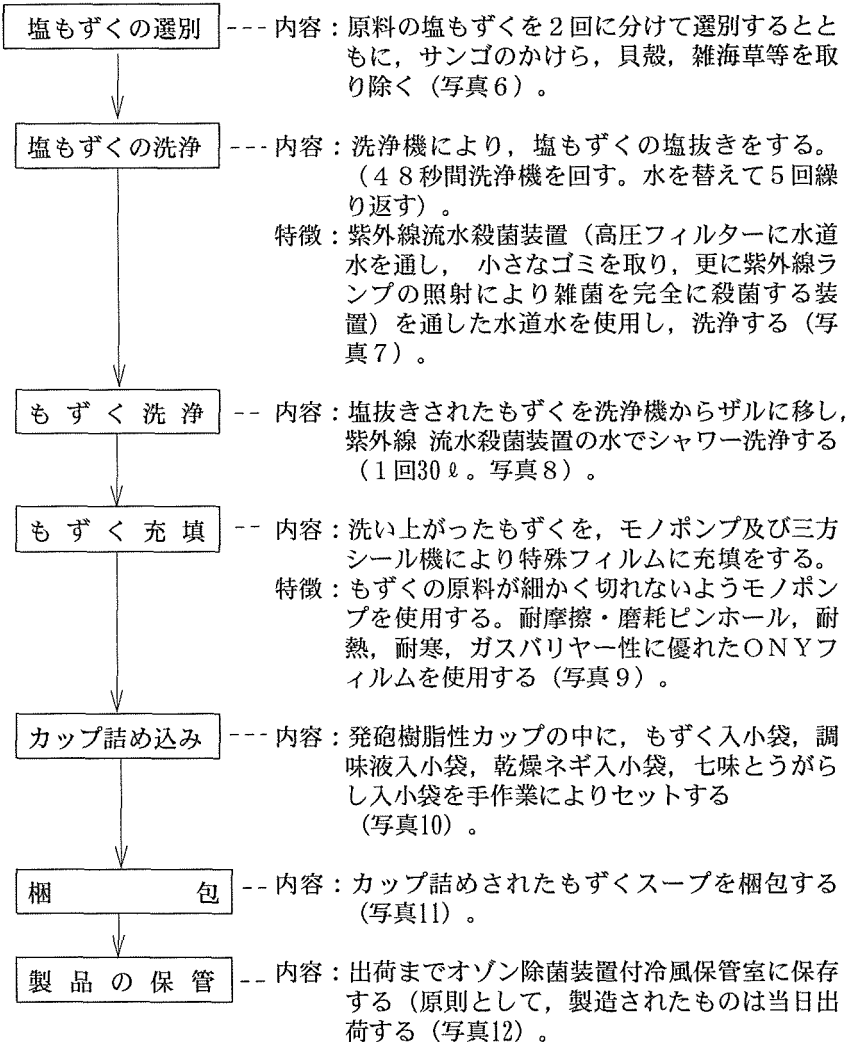 塩もずくの選別 --- 内容：原料の塩もずくを２回に分けて選別するとと
もに，サンゴのかけら，貝殻，雑海草等を取
り除く（写真６）。
塩もずくの洗浄 --- 内容：洗浄機により，塩もずくの塩抜きをする。
（４８秒間洗浄機を回す。水を替えて５回繰
り返す）。
特徴：紫外線流水殺菌装置（高圧フィルターに水道
水を通し， 小さなゴミを取り，更に紫外線ラ
ンプの照射により雑菌を完全に殺菌する装
置）を通した水道水を使用し，洗浄する（写
真７）。
もずく洗浄 -- 内容：塩抜きされたもずくを洗浄機からザルに移し，
紫外線 流水殺菌装置の水でシャワー洗浄する
（１回30ℓ。写真８）。
もずく充填 -- 内容：洗い上がったもずくを，モノポンプ及び三方
シール機により特殊フィルムに充填をする。
特徴：もずくの原料が細かく切れないようモノポン
プを使用する。耐摩擦・磨耗ピンホール，耐
熱，耐寒，ガスバリヤー性に優れたＯＮＹフ
ィルムを使用する（写真９）。
カップ詰め込み --- 内容：発砲樹脂性カップの中に，もずく入小袋，調
味液入小袋，乾燥ネギ入小袋，七味とうがら
し入小袋を手作業によりセットする
（写真10）。
梱包 -- 内容：カップ詰めされたもずくスープを梱包する
（写真11）。
製品の保管 -- 内容：出荷までオゾン除菌装置付冷風保管室に保存
する（原則として，製造されたものは当日出
荷する（写真12）。